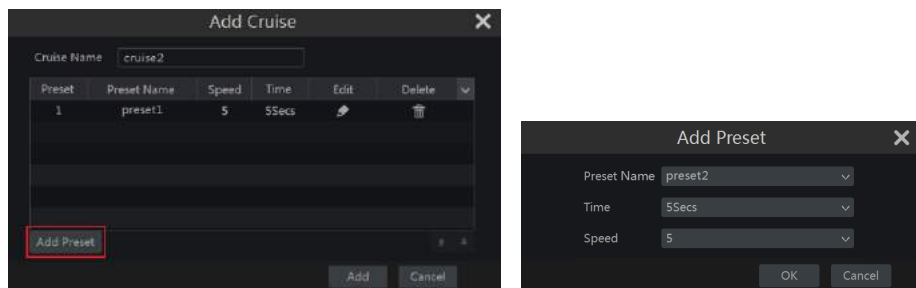 Add Cruise
Cruise Name cruise2
Preset Preset Name Speed Time Edit Delete
1 preset1 5 5Secs
Add Preset
Add Cancel
Add Preset
Preset Name preset2
Time 5Secs
Speed 5
OK Cancel